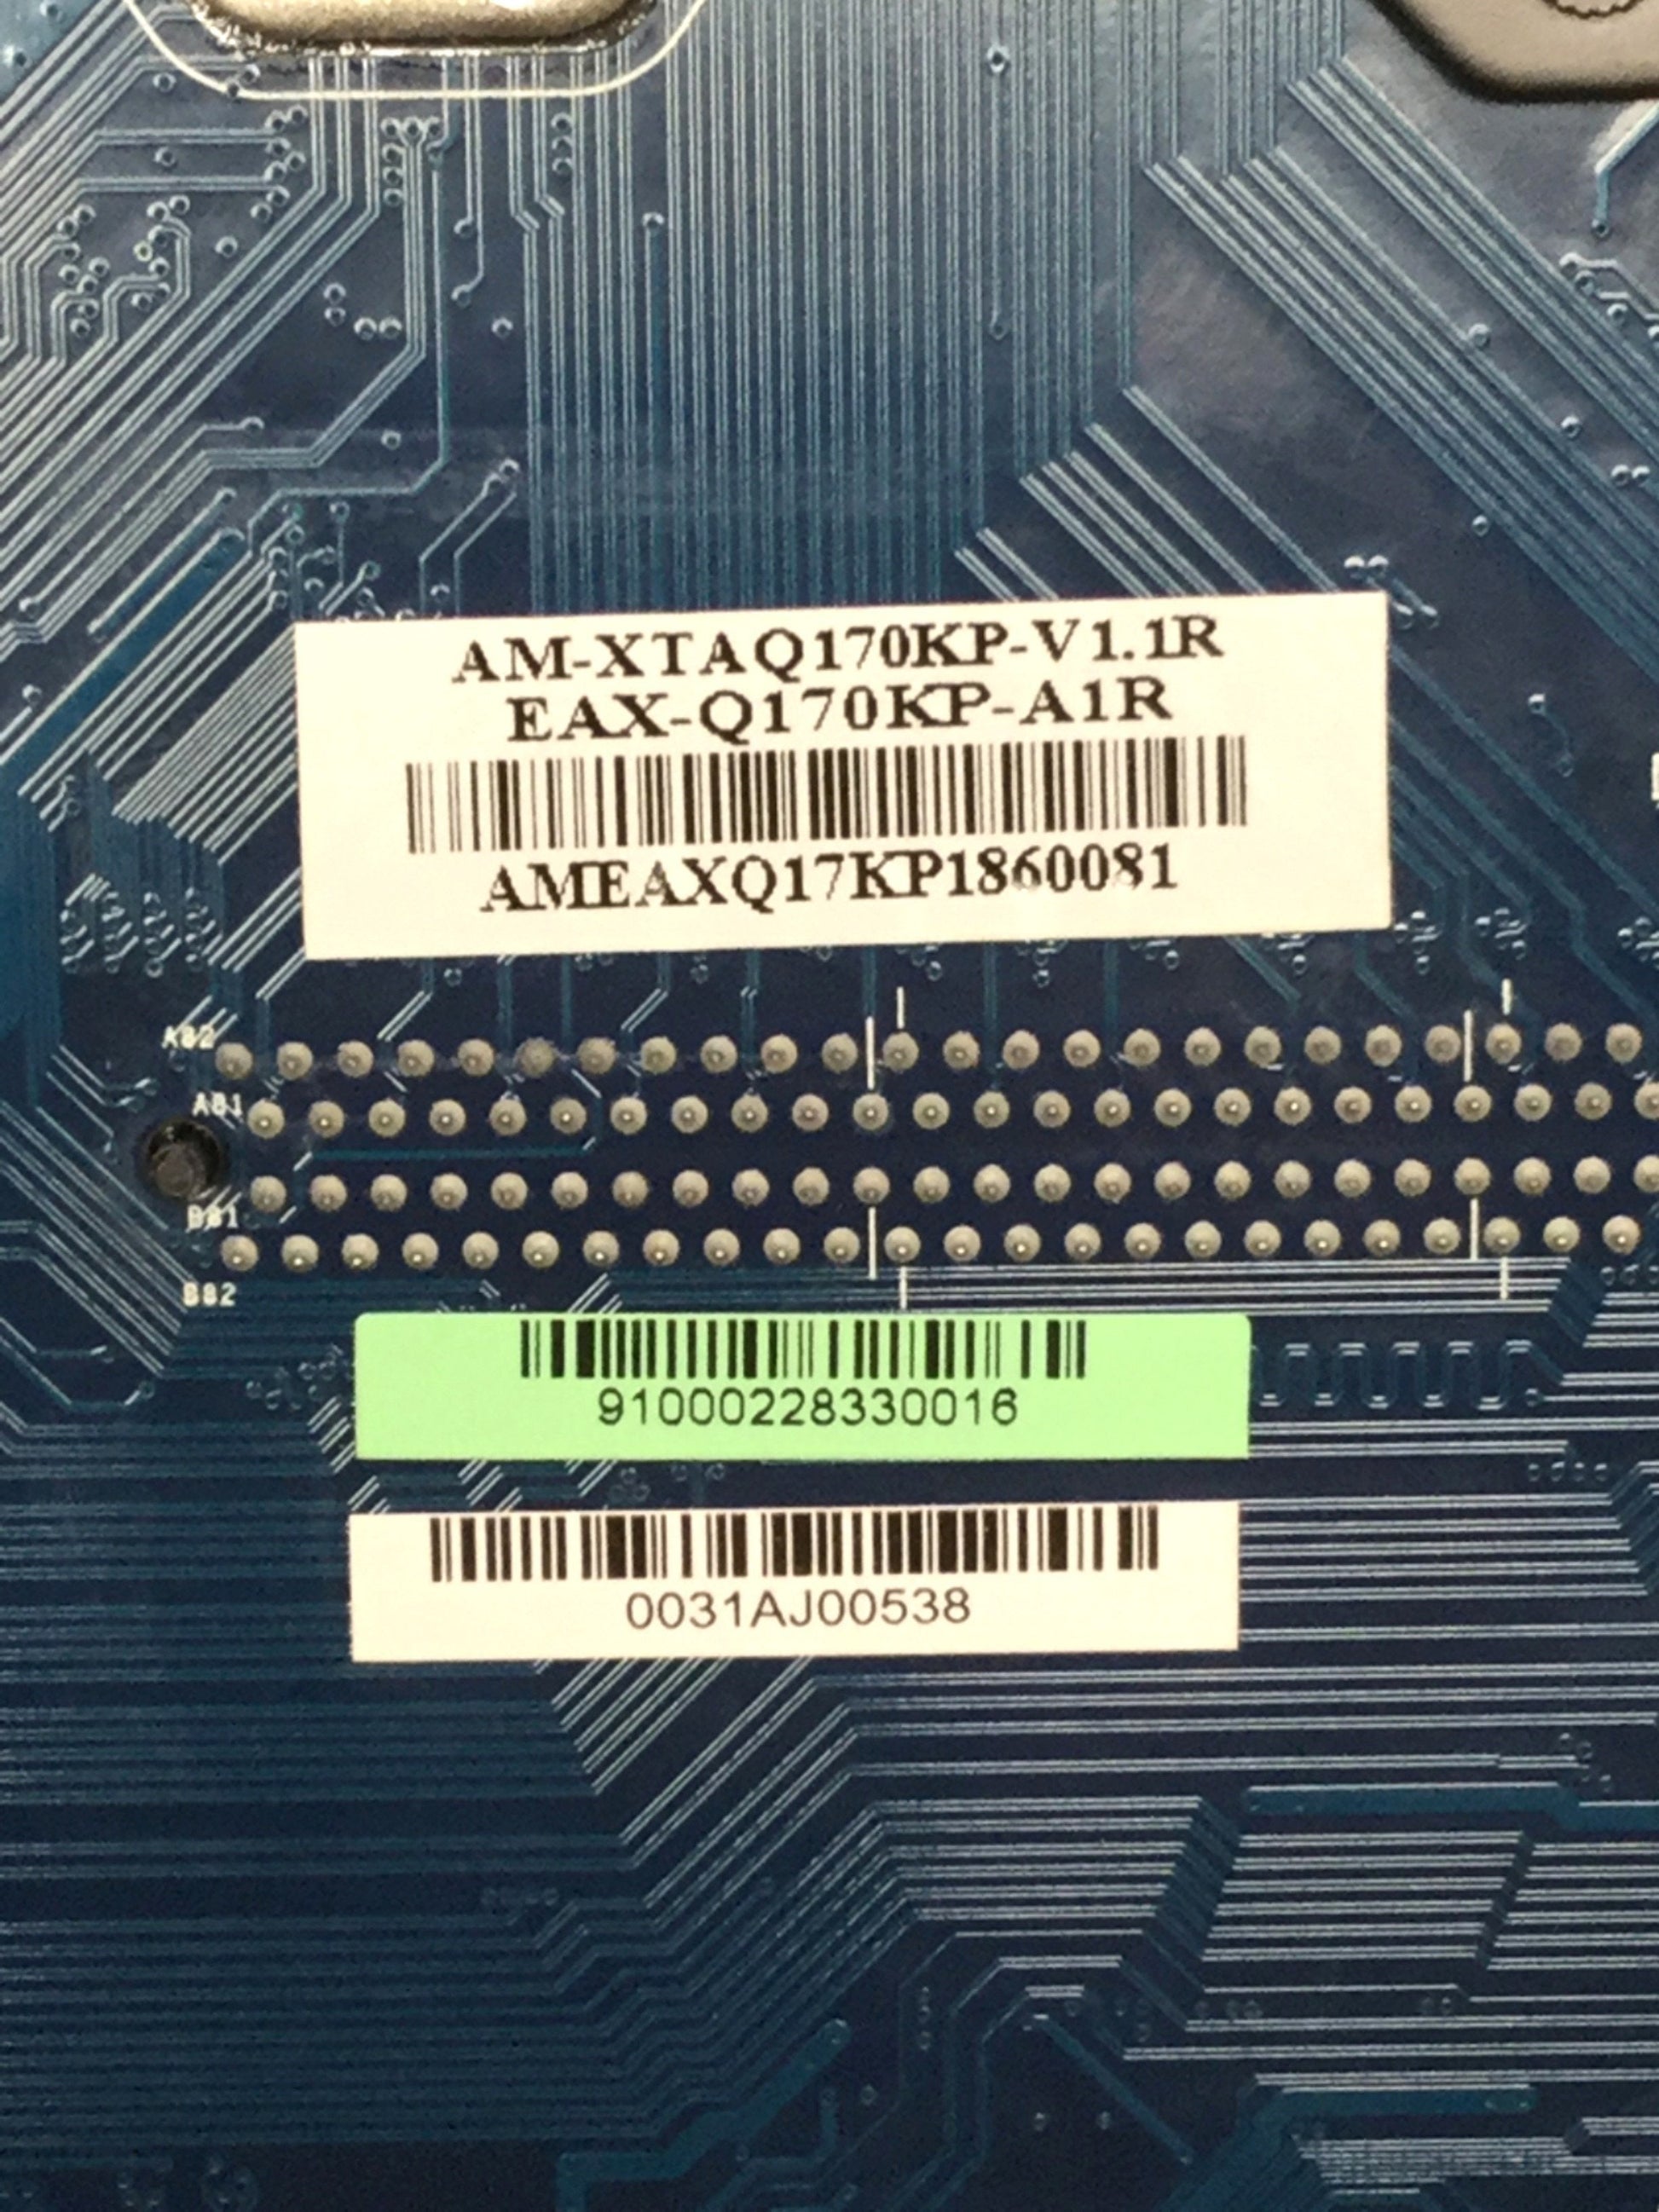 AM-XTAQ170KP-V1.1R
EAX-Q170KP-A1R
AMEAXQ17KP1860081
AB2
AB1
BB1
BB2
91000228330016
0031AJ00538